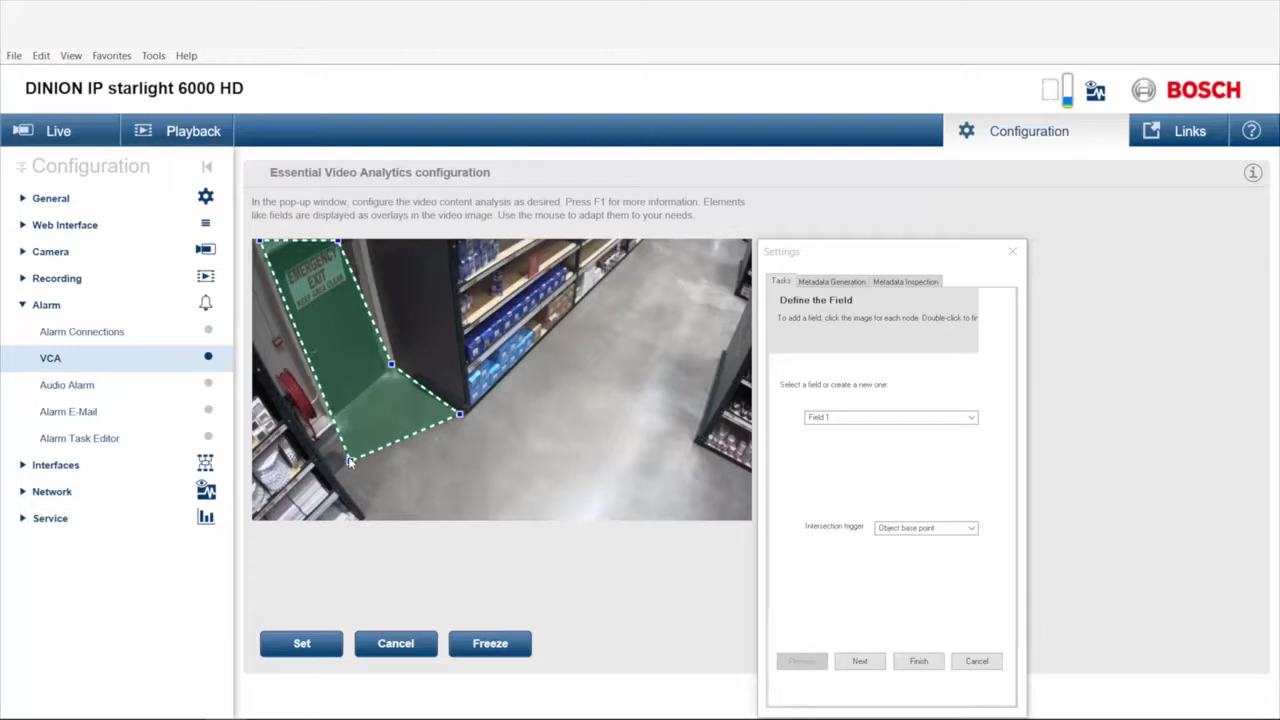 File Edit View Favorites Tools Help
DINION IP starlight 6000 HD
BOSCH
Live
Playback
Configuration
Links
?
Configuration
General
Web Interface
Camera
Recording
Alarm
Alarm Connections
VCA
Audio Alarm
Alarm E-Mail
Alarm Task Editor
Interfaces
Network
Service
Essential Video Analytics configuration
In the pop-up window, configure the video content analysis as desired. Press F1 for more information. Elements
like fields are displayed as overlays in the video image. Use the mouse to adapt them to your needs.
EMERGENCY
EXIT
KEEP AREA CLEAR
Set
Cancel
Freeze
Settings
Tasks
Metadata Generation
Metadata Inspection
Define the Field
To add a field, click the image for each node. Double-click to fir
Select a field or create a new one:
Field 1
Intersection trigger
Object base point
Previous
Next
Finish
Cancel